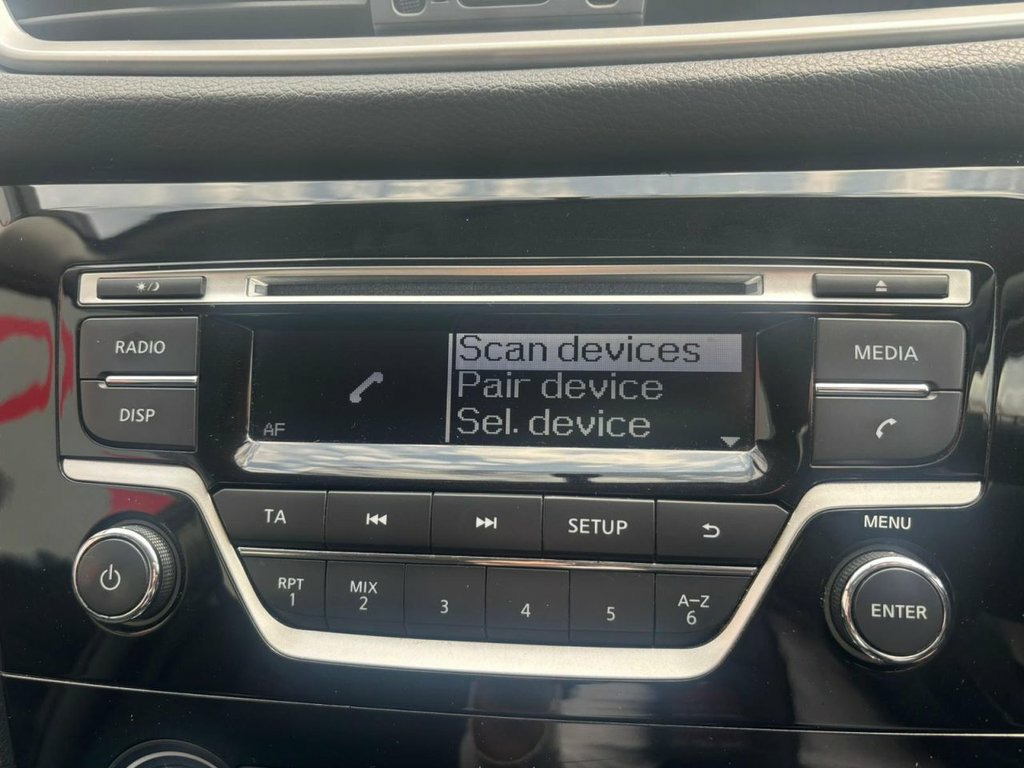 RADIO
DISP
AF
Scan devices
Pair device
Sel. device
MEDIA
TA
SETUP
MENU
RPT
1
MIX
2
3
4
5
A–Z
6
ENTER